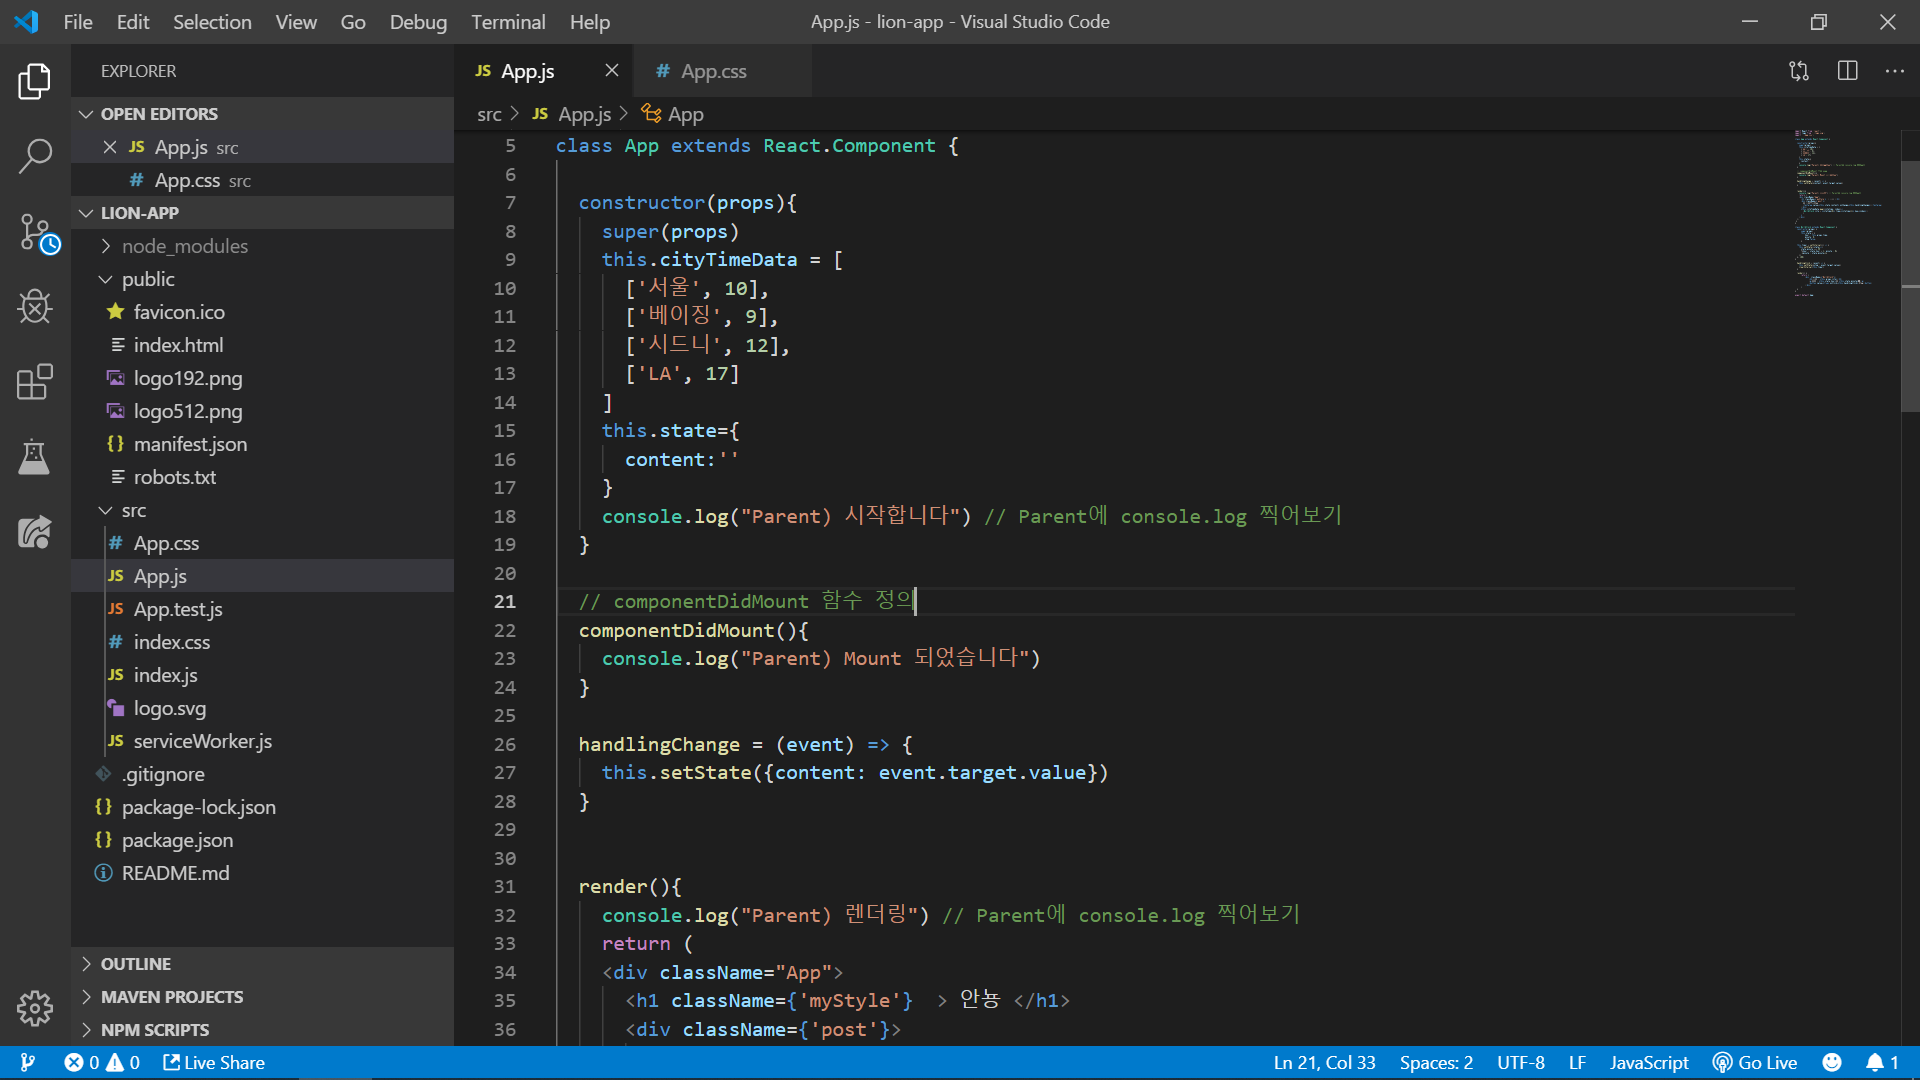 File Edit Selection View Go Debug Terminal Help
App.js - lion-app - Visual Studio Code
EXPLORER
OPEN EDITORS
JS App.js src
# App.css src
LION-APP
node_modules
public
favicon.ico
index.html
logo192.png
logo512.png
{} manifest.json
robots.txt
src
# App.css
JS App.js
JS App.test.js
# index.css
JS index.js
logo.svg
JS serviceWorker.js
.gitignore
{} package-lock.json
{} package.json
README.md
OUTLINE
MAVEN PROJECTS
NPM SCRIPTS
JS App.js
# App.css
src > JS App.js > App
5 class App extends React.Component {
6
7 constructor(props){
8 super(props)
9 this.cityTimeData = [
10 ['서울', 10],
11 ['베이징', 9],
12 ['시드니', 12],
13 ['LA', 17]
14 ]
15 this.state={
16 content:''
17 }
18 console.log("Parent) 시작합니다") // Parent에 console.log 찍어보기
19 }
20
21 // componentDidMount 함수 정의
22 componentDidMount(){
23 console.log("Parent) Mount 되었습니다")
24 }
25
26 handlingChange = (event) => {
27 this.setState({content: event.target.value})
28 }
29
30
31 render(){
32 console.log("Parent) 렌더링") // Parent에 console.log 찍어보기
33 return (
34 <div className="App">
35 <h1 className={'myStyle'} > 안뇽 </h1>
36 <div className={'post'}>
0 0 Live Share
Ln 21, Col 33 Spaces: 2 UTF-8 LF JavaScript Go Live 1